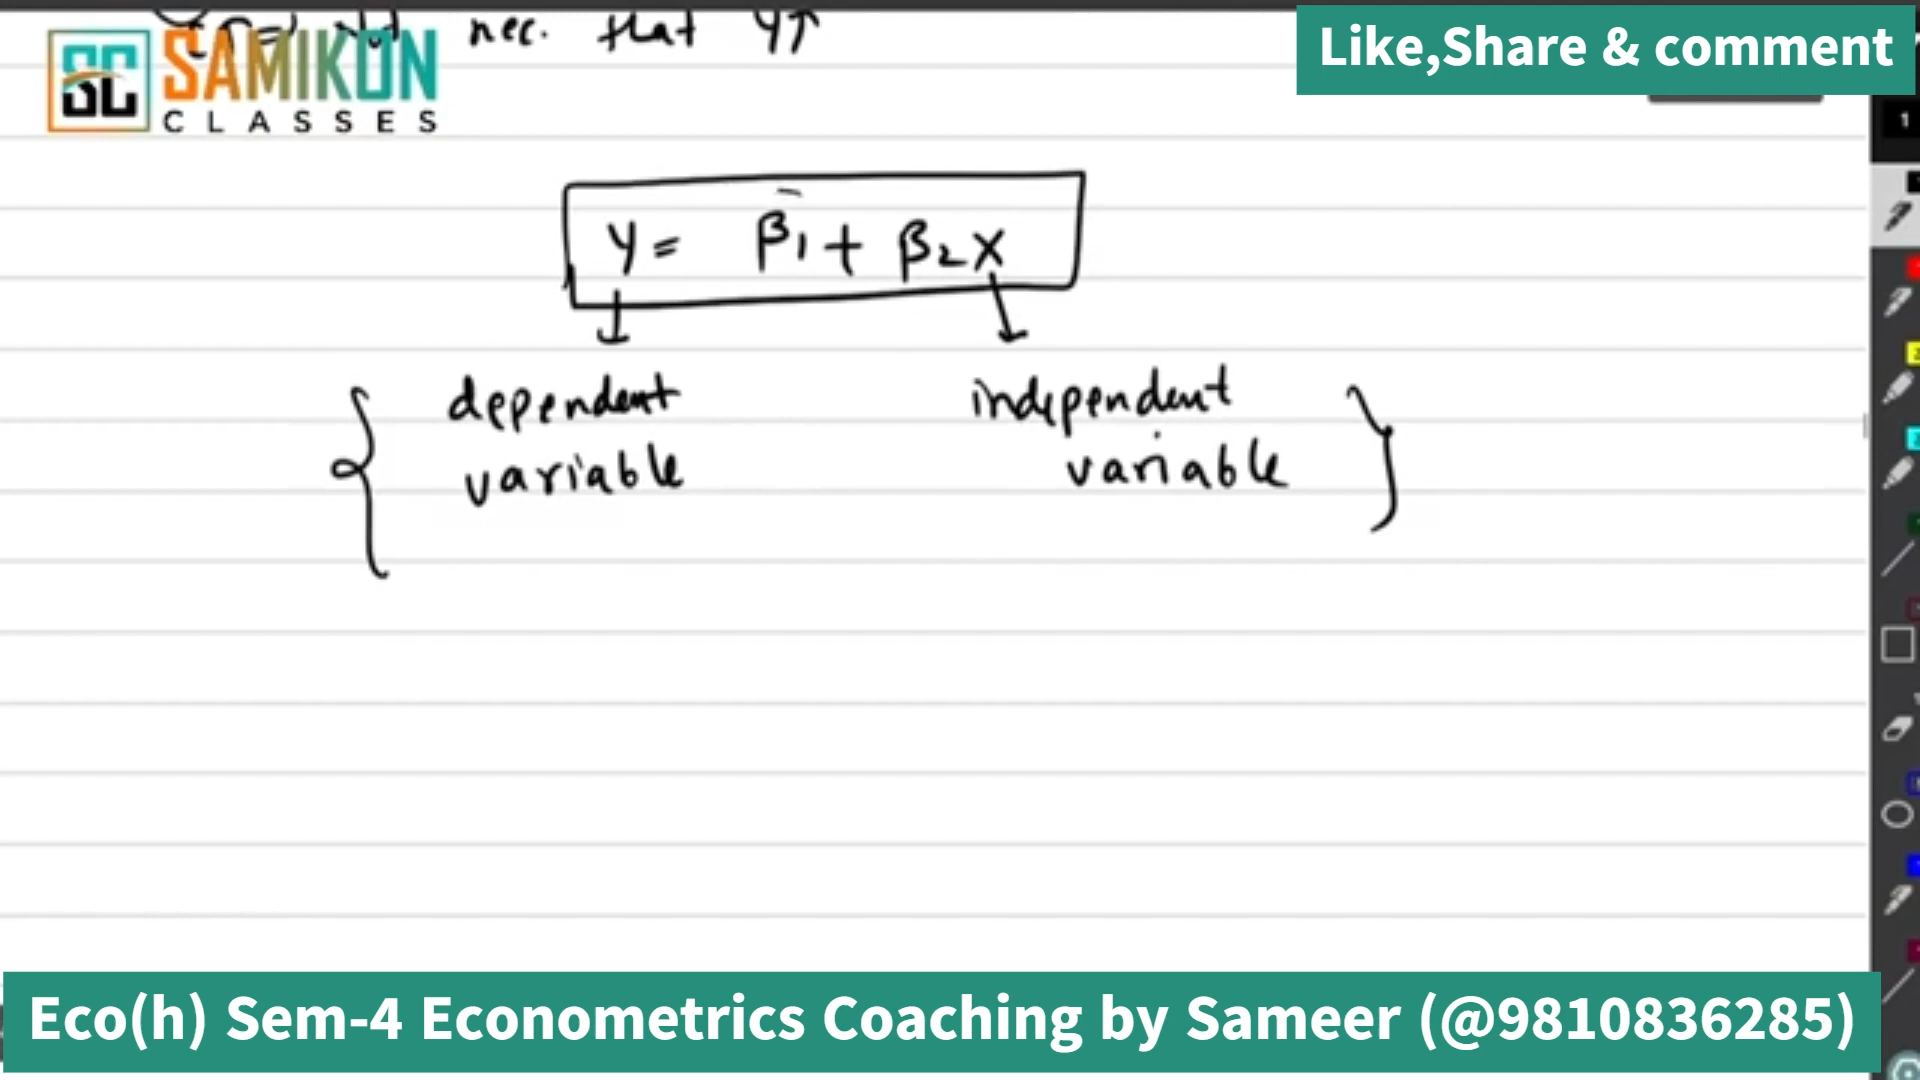 nec. that Y↑
SC SAMIKON
CLASSES
Like,Share & comment
1
Y = β1 + β2X
dependent independent
variable variable
Eco(h) Sem-4 Econometrics Coaching by Sameer (@9810836285)